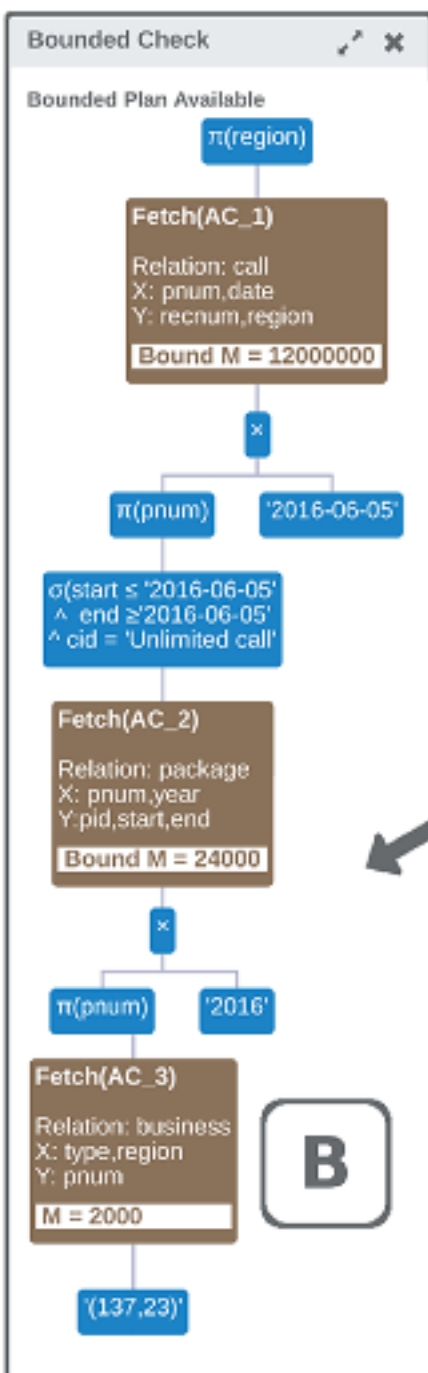 Bounded Check
Bounded Plan Available
π(region)
Fetch(AC_1)
Relation: call
X: pnum,date
Y: recnum,region
Bound M = 12000000
×
π(pnum)
'2016-06-05'
σ(start ≤ '2016-06-05'
^ end ≥'2016-06-05'
^ cid = 'Unlimited call'
Fetch(AC_2)
Relation: package
X: pnum,year
Y:pid,start,end
Bound M = 24000
×
π(pnum)
'2016'
Fetch(AC_3)
Relation: business
X: type,region
Y: pnum
M = 2000
B
'(137,23)'